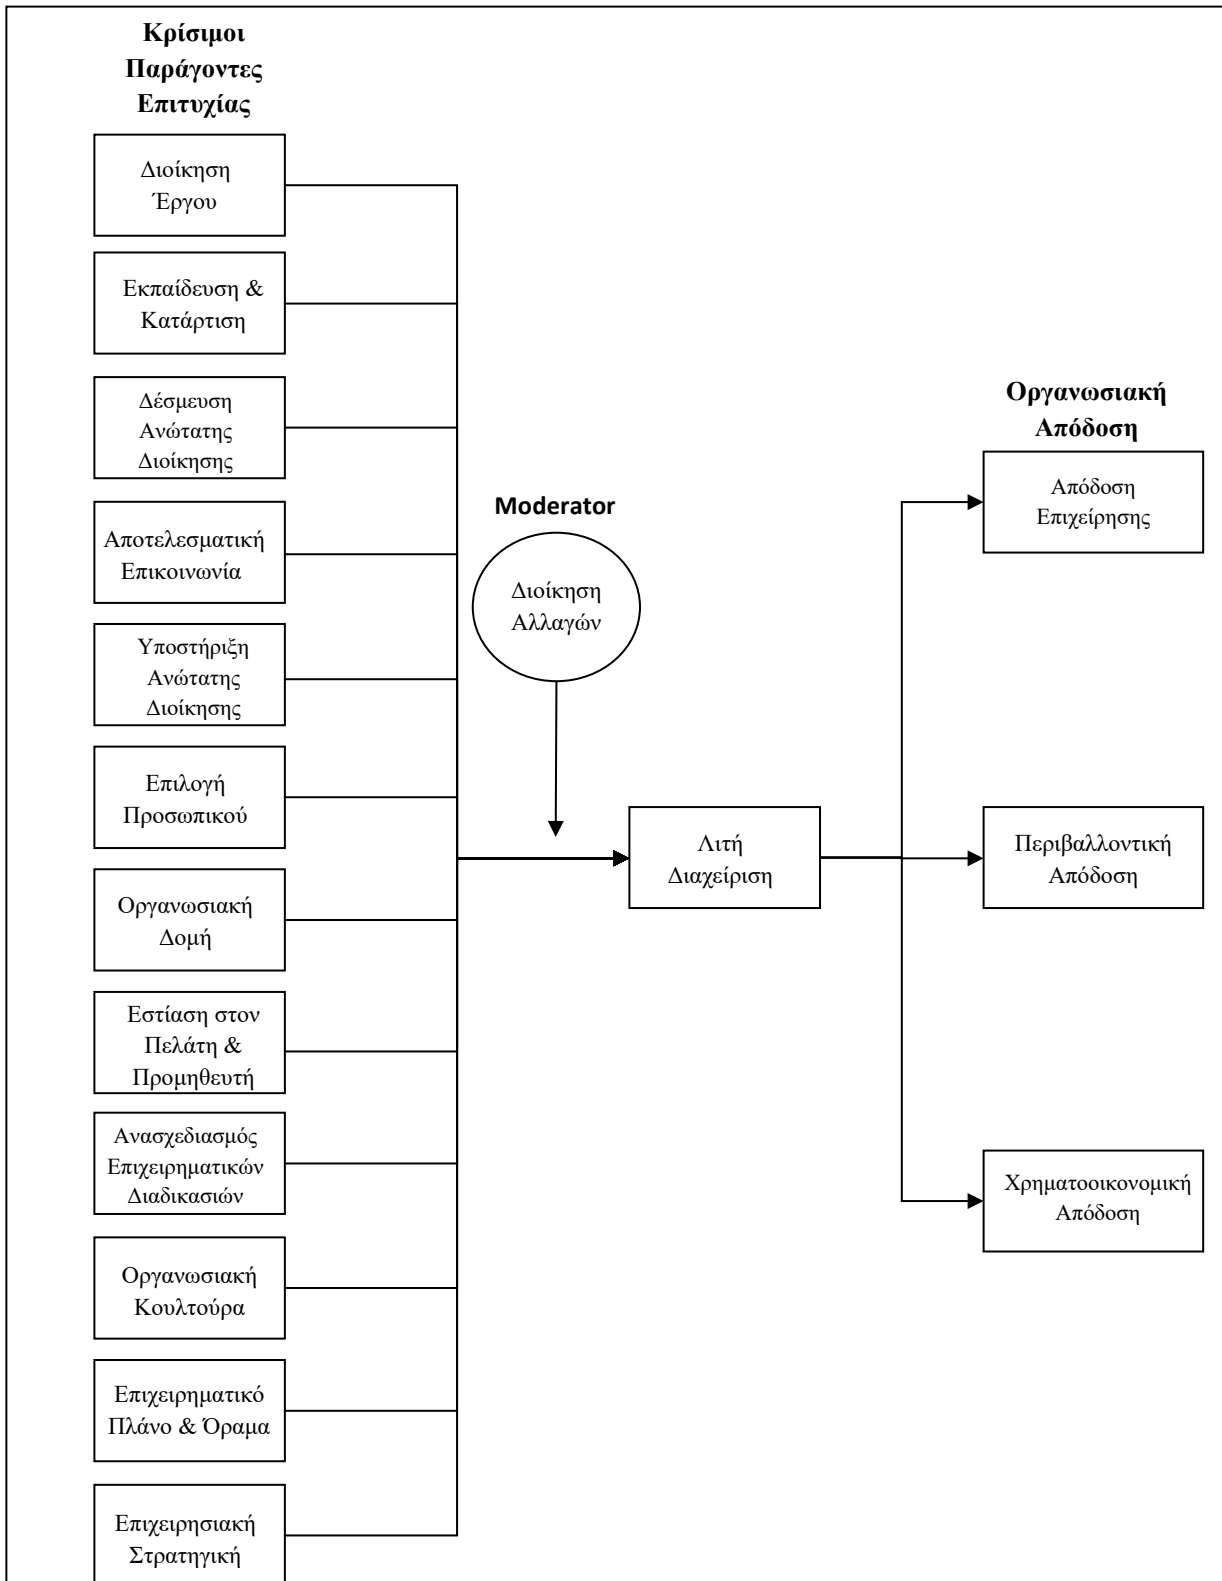 Κρίσιμοι
Παράγοντες
Επιτυχίας
Διοίκηση
Έργου
Εκπαίδευση &
Κατάρτιση
Δέσμευση
Ανώτατης
Διοίκησης
Αποτελεσματική
Επικοινωνία
Υποστήριξη
Ανώτατης
Διοίκησης
Επιλογή
Προσωπικού
Οργανωσιακή
Δομή
Εστίαση στον
Πελάτη &
Προμηθευτή
Ανασχεδιασμός
Επιχειρηματικών
Διαδικασιών
Οργανωσιακή
Κουλτούρα
Επιχειρηματικό
Πλάνο & Όραμα
Επιχειρησιακή
Στρατηγική
Moderator
Διοίκηση
Αλλαγών
Λιτή
Διαχείριση
Οργανωσιακή
Απόδοση
Απόδοση
Επιχείρησης
Περιβαλλοντική
Απόδοση
Χρηματοοικονομική
Απόδοση